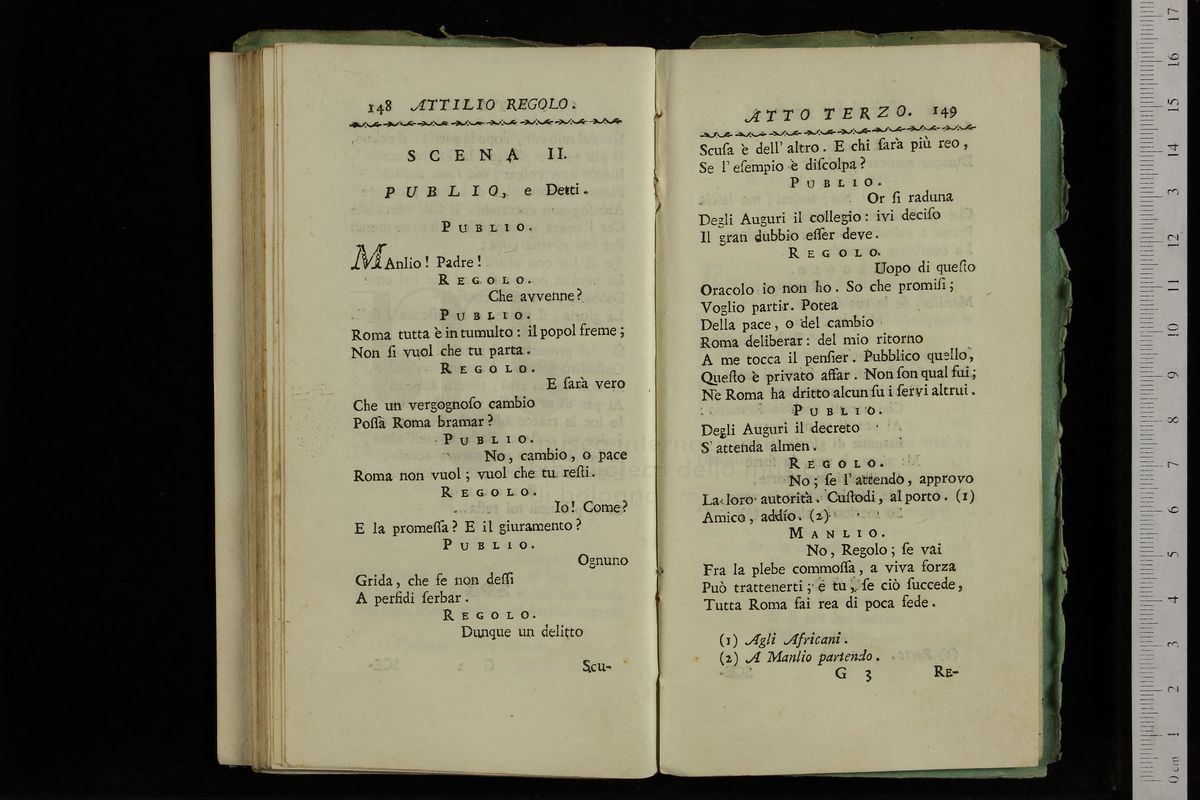 148 ATTILIO REGOLO.
SCENA II.
PUBLIO, e Detti.
PUBLIO.
MAnlio! Padre!
REGOLO.
Che avvenne?
PUBLIO.
Roma tutta è in tumulto: il popol freme;
Non ſi vuol che tu parta.
REGOLO.
E ſarà vero
Che un vergognoſo cambio
Poſſa Roma bramar?
PUBLIO.
No, cambio, o pace
Roma non vuol; vuol che tu reſti.
REGOLO.
Io! Come?
E la promeſſa? E il giuramento?
PUBLIO.
Ognuno
Grida, che fe non deſſi
A perfidi ſerbar.
REGOLO.
Dunque un delitto
Scu-
ATTO TERZO. 149
Scuſa è dell' altro. E chi ſarà più reo,
Se l' eſempio è diſcolpa?
PUBLIO.
Or ſi raduna
Degli Auguri il collegio: ivi deciſo
Il gran dubbio eſſer deve.
REGOLO.
Uopo di queſto
Oracolo io non ho. So che promiſi;
Voglio partir. Potea
Della pace, o del cambio
Roma deliberar: del mio ritorno
A me tocca il penſier. Pubblico quello,
Queſto è privato affar. Non ſon qual fui;
Nè Roma ha dritto alcun ſu i ſervi altrui.
PUBLIO.
Degli Auguri il decreto
S' attenda almen.
REGOLO.
No; ſe l' attendo, approvo
La loro autorità. Cuſtodi, al porto. (1)
Amico, addio. (2)
MANLIO.
No, Regolo; ſe vai
Fra la plebe commoſſa, a viva forza
Può trattenerti; e tu, ſe ciò ſuccede,
Tutta Roma fai rea di poca fede.
(1) Agli Africani.
(2) A Manlio partendo.
G 3 RE-